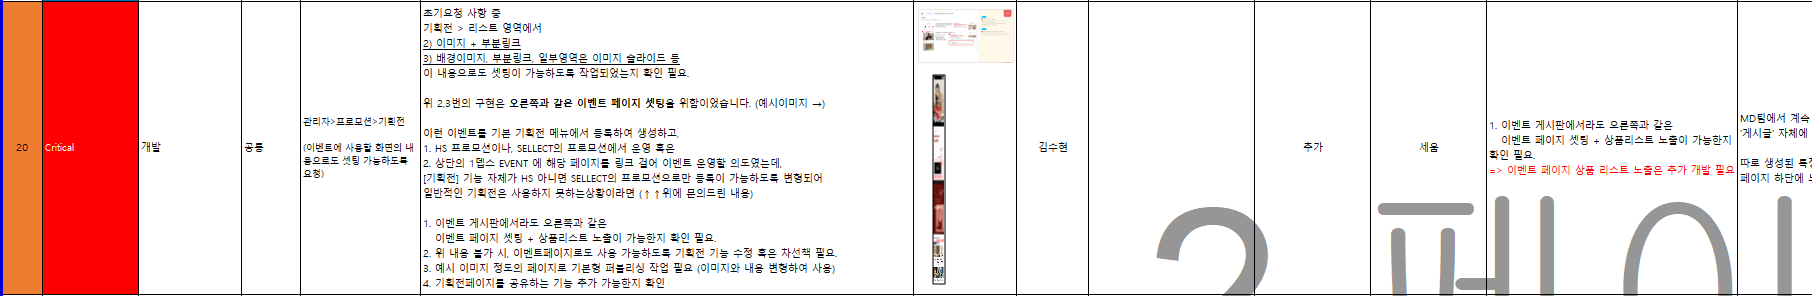 20
Critical
개발
공통
관리자>프로모션>기획전
(이벤트에 사용할 화면의 내
용으로도 셋팅 가능하도록
요청)
초기요청 사항 중
기획전 > 리스트 영역에서
2) 이미지 + 부분링크
3) 배경이미지, 부분링크, 일부영역은 이미지 슬라이드 등
이 내용으로도 셋팅이 가능하도록 작업되었는지 확인 필요.
위 2,3번의 구현은 오른쪽과 같은 이벤트 페이지 셋팅을 위함이었습니다. (예시이미지 →)
이런 이벤트를 기본 기획전 메뉴에서 등록하여 생성하고,
1. HS 프로모션이나, SELLECT의 프로모션에서 운영 혹은
2. 상단의 1뎁스 EVENT 에 해당 페이지를 링크 걸어 이벤트 운영할 의도였는데,
[기획전] 기능 자체가 HS 아니면 SELLECT의 프로모션으로만 등록이 가능하도록 변형되어
일반적인 기획전은 사용하지 못하는상황이라면 (↑ ↑ 위에 문의드린 내용)
1. 이벤트 게시판에서라도 오른쪽과 같은
이벤트 페이지 셋팅 + 상품리스트 노출이 가능한지 확인 필요.
2. 위 내용 불가 시, 이벤트페이지로도 사용 가능하도록 기획전 기능 수정 혹은 차선책 필요.
3. 예시 이미지 정도의 페이지로 기본형 퍼블리싱 작업 필요 (이미지와 내용 변형하여 사용)
4. 기획전페이지를 공유하는 기능 추가 가능한지 확인
김수현
추가
세움
1. 이벤트 게시판에서라도 오른쪽과 같은
이벤트 페이지 셋팅 + 상품리스트 노출이 가능한지
확인 필요.
=> 이벤트 페이지 상품 리스트 노출은 추가 개발 필요
MD팀에서 계속
'게시글' 자체에
따로 생성된 특정
페이지 하단에
2 페이